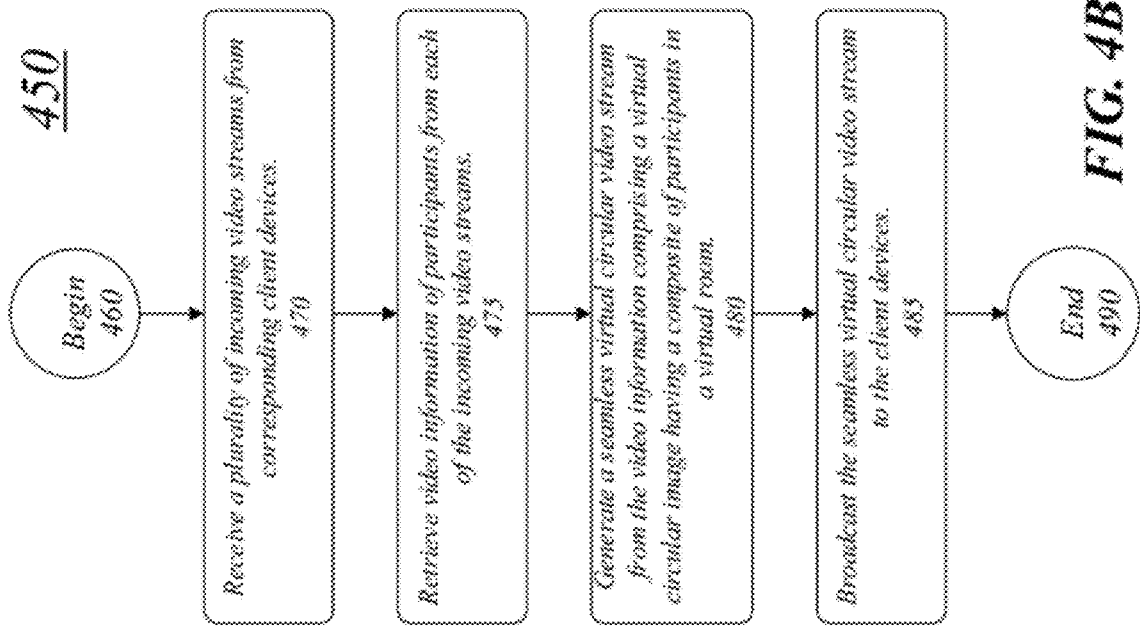 450
Begin
460
Receive a plurality of incoming video streams from
corresponding client devices.
470
Retrieve video information of participants from each
of the incoming video streams.
475
Generate a seamless virtual circular video stream
from the video information comprising a virtual
circular image having a composite of participants in
a virtual room.
480
Broadcast the seamless virtual circular video stream
to the client devices.
485
End
490
FIG. 4B